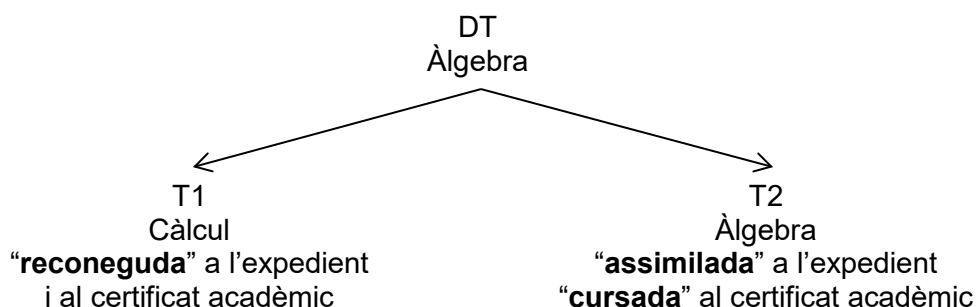 DT
Àlgebra
T1
Càlcul
“reconeguda” a l’expedient
i al certificat acadèmic
T2
Àlgebra
“assimilada” a l’expedient
“cursada” al certificat acadèmic